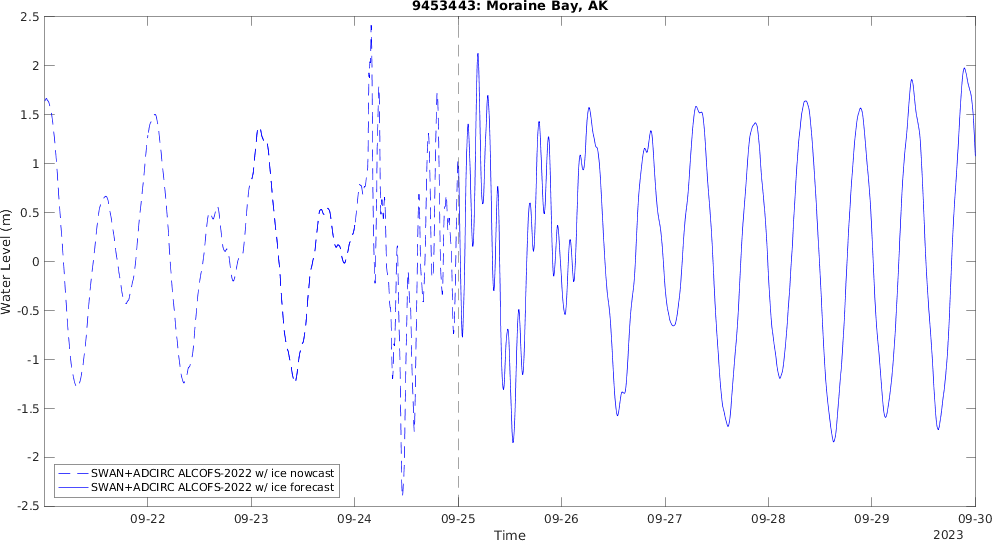 9453443: Moraine Bay, AK
2.5
2
1.5
1
0.5
0
-0.5
-1
-1.5
-2
-2.5
Water Level (m)
SWAN+ADCIRC ALCOFS-2022 w/ ice nowcast
SWAN+ADCIRC ALCOFS-2022 w/ ice forecast
09-22 09-23 09-24 09-25 09-26 09-27 09-28 09-29 09-30
Time
2023